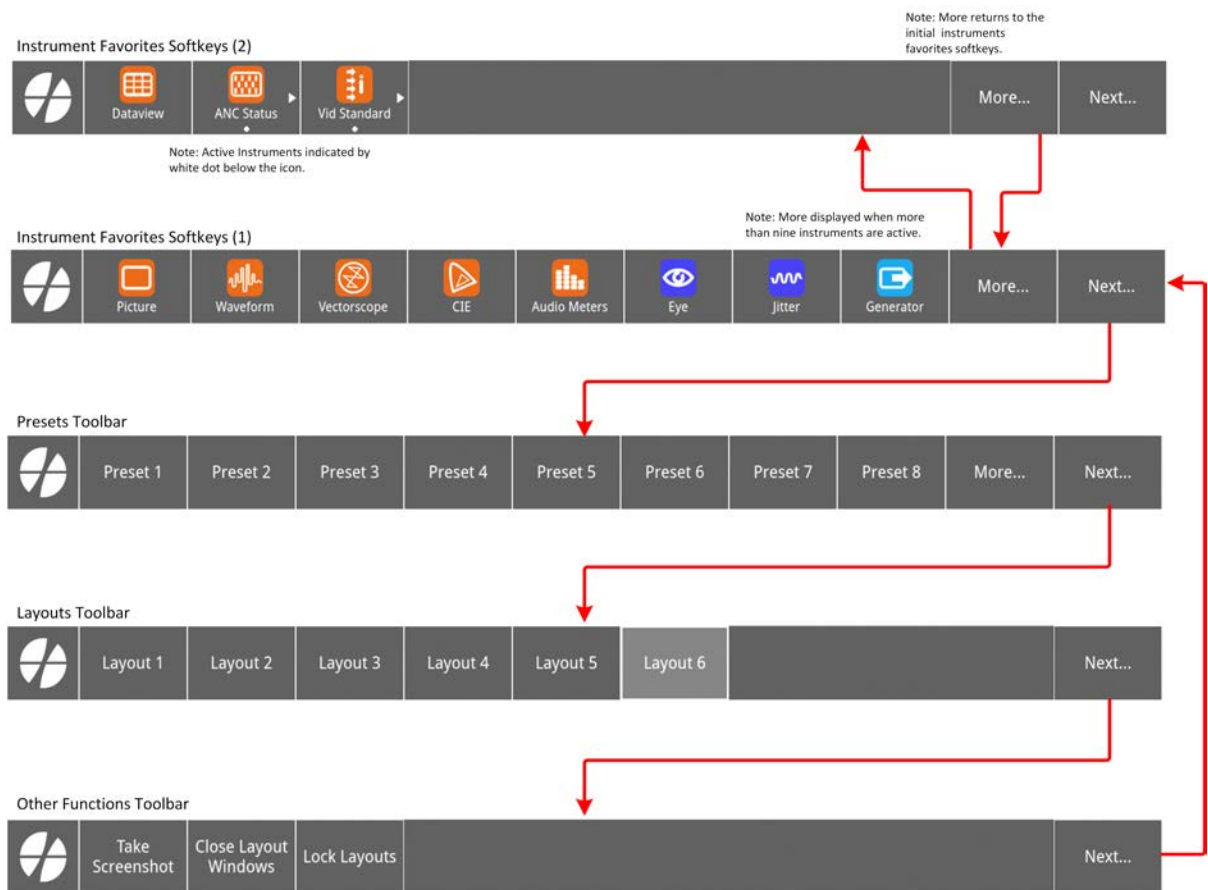 Note: More returns to the
initial instruments
favorites softkeys.
Instrument Favorites Softkeys (2)
Dataview
ANC Status
Vid Standard
More...
Next...
Note: Active Instruments indicated by
white dot below the icon.
Note: More displayed when more
than nine instruments are active.
Instrument Favorites Softkeys (1)
Picture
Waveform
Vectorscope
CIE
Audio Meters
Eye
Jitter
Generator
More...
Next...
Presets Toolbar
Preset 1
Preset 2
Preset 3
Preset 4
Preset 5
Preset 6
Preset 7
Preset 8
More...
Next...
Layouts Toolbar
Layout 1
Layout 2
Layout 3
Layout 4
Layout 5
Layout 6
Next...
Other Functions Toolbar
Take
Screenshot
Close Layout
Windows
Lock Layouts
Next...